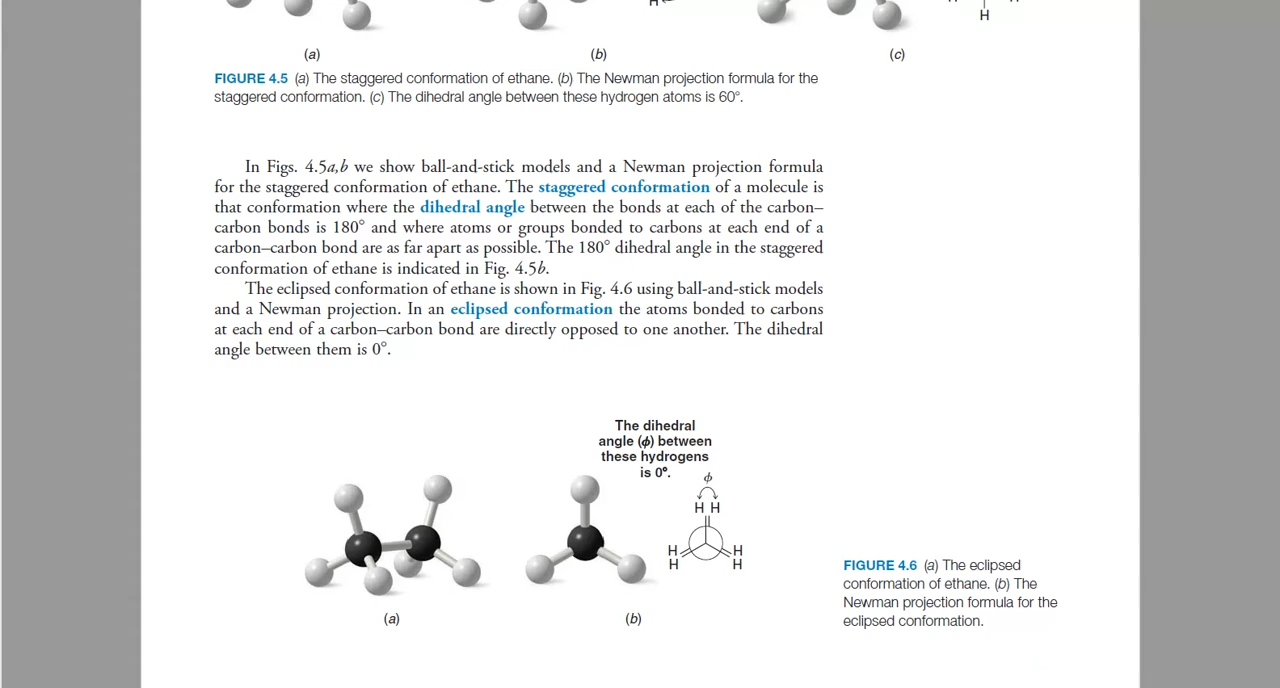 H
H
(a)
(b)
(c)
FIGURE 4.5 (a) The staggered conformation of ethane. (b) The Newman projection formula for the
staggered conformation. (c) The dihedral angle between these hydrogen atoms is 60°.
In Figs. 4.5a,b we show ball-and-stick models and a Newman projection formula
for the staggered conformation of ethane. The staggered conformation of a molecule is
that conformation where the dihedral angle between the bonds at each of the carbon–
carbon bonds is 180° and where atoms or groups bonded to carbons at each end of a
carbon–carbon bond are as far apart as possible. The 180° dihedral angle in the staggered
conformation of ethane is indicated in Fig. 4.5b.
The eclipsed conformation of ethane is shown in Fig. 4.6 using ball-and-stick models
and a Newman projection. In an eclipsed conformation the atoms bonded to carbons
at each end of a carbon–carbon bond are directly opposed to one another. The dihedral
angle between them is 0°.
The dihedral
angle (ϕ) between
these hydrogens
is 0°.
ϕ
H H
H H
H H
(a)
(b)
FIGURE 4.6 (a) The eclipsed
conformation of ethane. (b) The
Newman projection formula for the
eclipsed conformation.